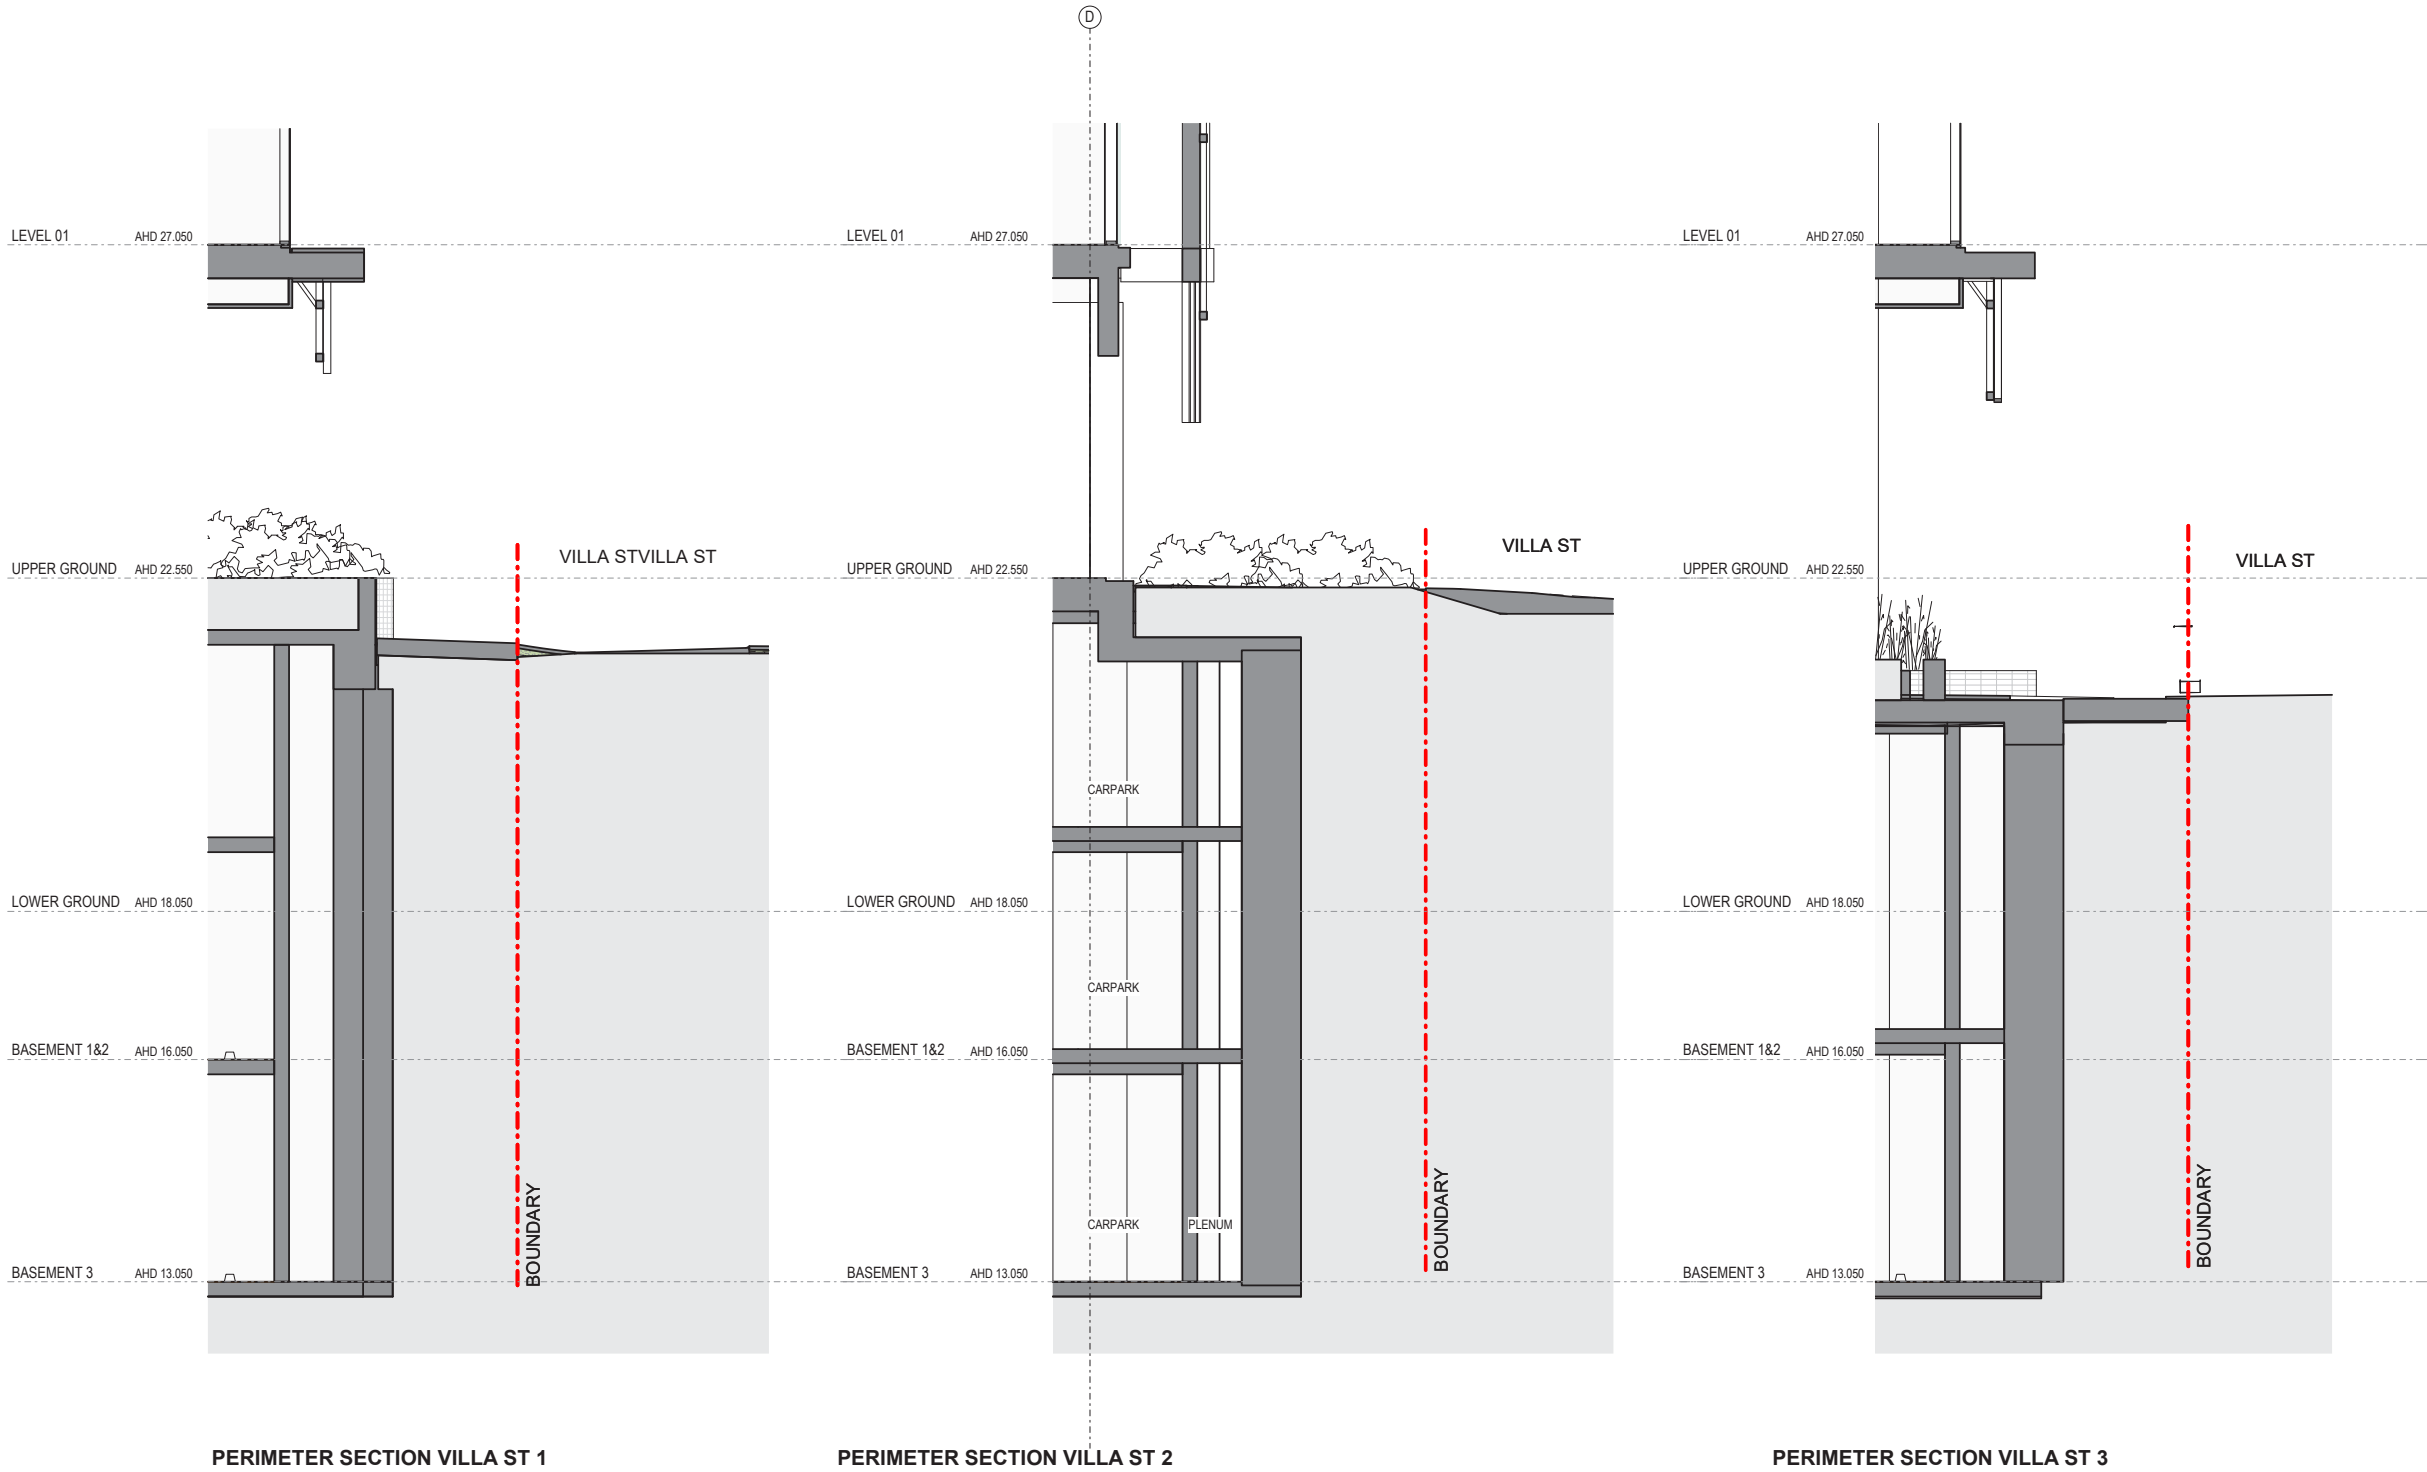 D
LEVEL 01 AHD 27.050
LEVEL 01 AHD 27.050
LEVEL 01 AHD 27.050
VILLA STVILLA ST
VILLA ST
VILLA ST
UPPER GROUND AHD 22.550
UPPER GROUND AHD 22.550
UPPER GROUND AHD 22.550
CARPARK
LOWER GROUND AHD 18.050
LOWER GROUND AHD 18.050
LOWER GROUND AHD 18.050
CARPARK
BASEMENT 1&2 AHD 16.050
BASEMENT 1&2 AHD 16.050
BASEMENT 1&2 AHD 16.050
BOUNDARY
CARPARK
PLENUM
BOUNDARY
BOUNDARY
BASEMENT 3 AHD 13.050
BASEMENT 3 AHD 13.050
BASEMENT 3 AHD 13.050
PERIMETER SECTION VILLA ST 1
PERIMETER SECTION VILLA ST 2
PERIMETER SECTION VILLA ST 3